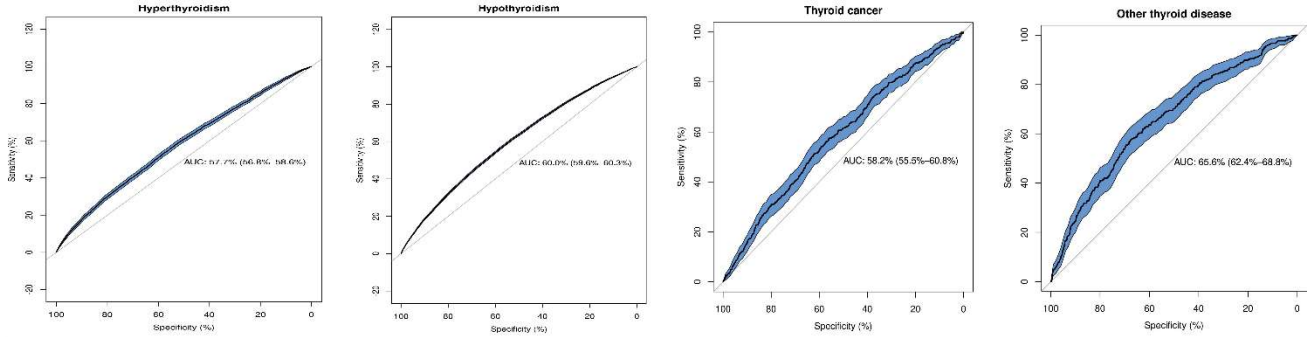 Hyperthyroidism
120
100
80
60
40
20
0
-20
Sensitivity (%)
AUC: 57.7% (56.8%–58.6%)
100 80 60 40 20 0
Specificity (%)
Hypothyroidism
120
100
80
60
40
20
0
-20
Sensitivity (%)
AUC: 60.0% (59.6%–60.3%)
100 80 60 40 20 0
Specificity (%)
Thyroid cancer
100
80
60
40
20
0
Sensitivity (%)
AUC: 58.2% (55.5%–60.8%)
100 80 60 40 20 0
Specificity (%)
Other thyroid disease
100
80
60
40
20
0
Sensitivity (%)
AUC: 65.6% (62.4%–68.8%)
100 80 60 40 20 0
Specificity (%)